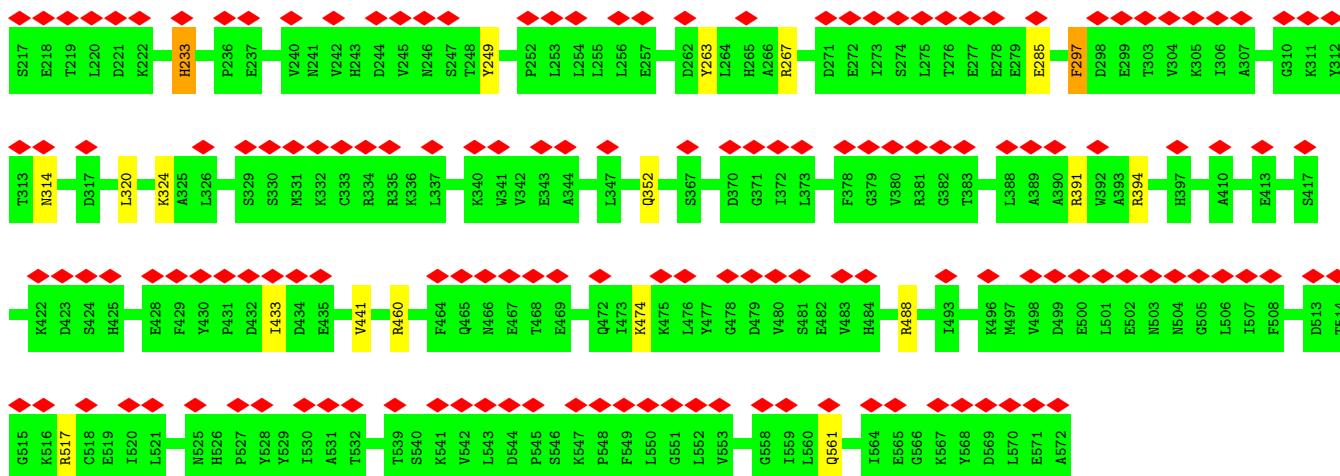 S217 E218 T219 L220 D221 K222 H233 P236 E237 V240 N241 V242 H243 D244 V245 N246 S247 T248 Y249 P252 L253 L254 L255 L256 E257 D262 Y263 L264 H265 A266 R267 D271 E272 I273 S274 L275 T276 E277 E278 E279 E285 F297 D298 E299 T303 V304 K305 I306 A307 G310 K311 Y312
T313 N314 D317 L320 K324 A325 L326 S329 S330 M331 K332 C333 R334 R335 K336 L337 K340 W341 V342 E343 A344 L347 Q352 S367 D370 G371 I372 L373 F378 G379 V380 R381 G382 T383 L388 A389 A390 R391 W392 A393 R394 H397 A410 E413 S417
K422 D423 S424 H425 E428 F429 Y430 P431 D432 I433 D434 E435 V441 R460 F464 Q465 N466 E467 T468 E469 Q472 I473 K474 K475 L476 Y477 G478 D479 V480 S481 E482 V483 H484 R488 I493 K496 M497 V498 D499 E500 L501 E502 N503 N504 G505 L506 I507 F508 D513 T514
G515 K516 R517 C518 E519 I520 L521 N525 H526 P527 Y528 Y529 I530 A531 T532 T539 S540 K541 V542 L543 D544 P545 S546 K547 P548 F549 L550 G551 L552 V553 G558 I559 L560 Q561 I564 E565 G566 K567 Y568 D569 L570 E571 A572